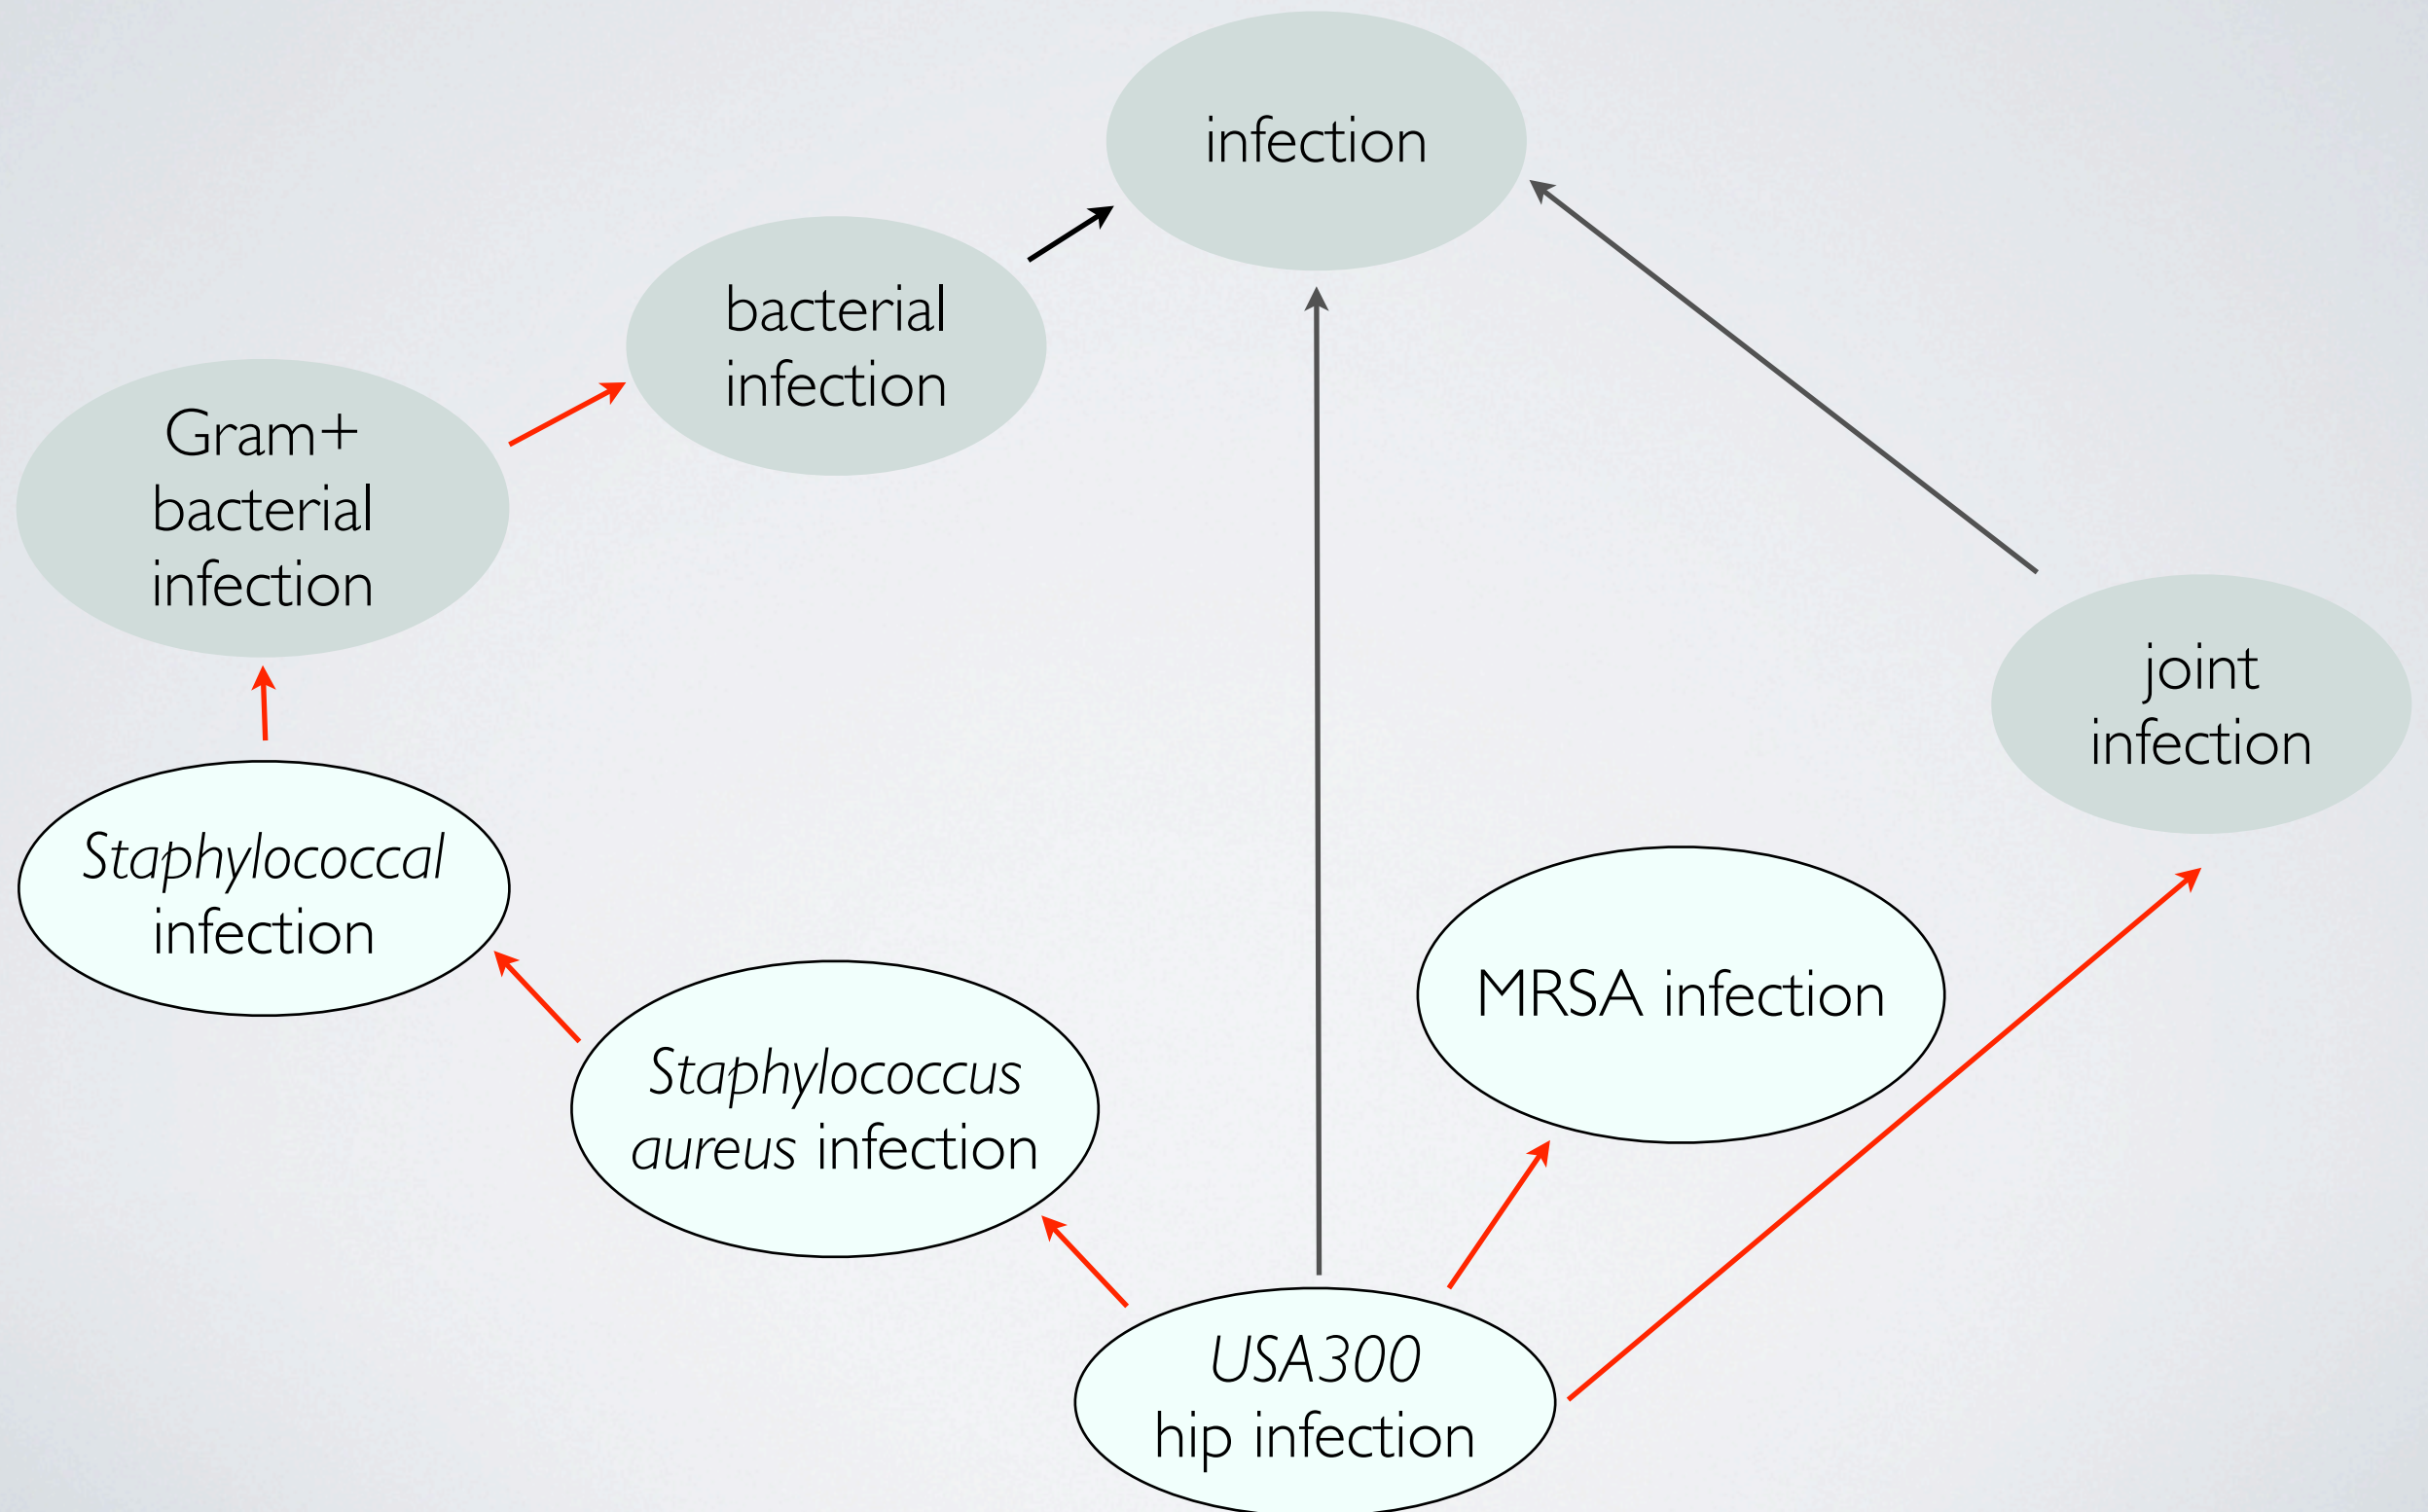 infection
bacterial
infection
Gram+
bacterial
infection
joint
infection
Staphylococcal
infection
MRSA infection
Staphylococcus
aureus infection
USA300
hip infection